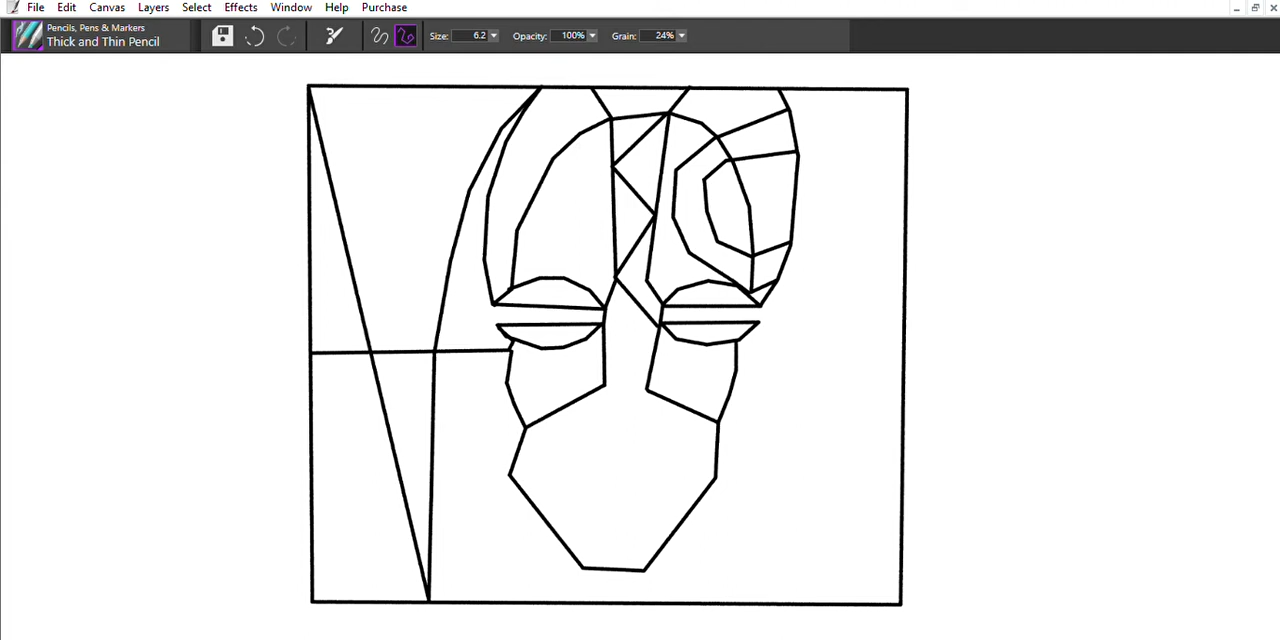 File Edit Canvas Layers Select Effects Window Help Purchase
Pencils, Pens & Markers
Thick and Thin Pencil
Size: 6.2 Opacity: 100% Grain: 24%